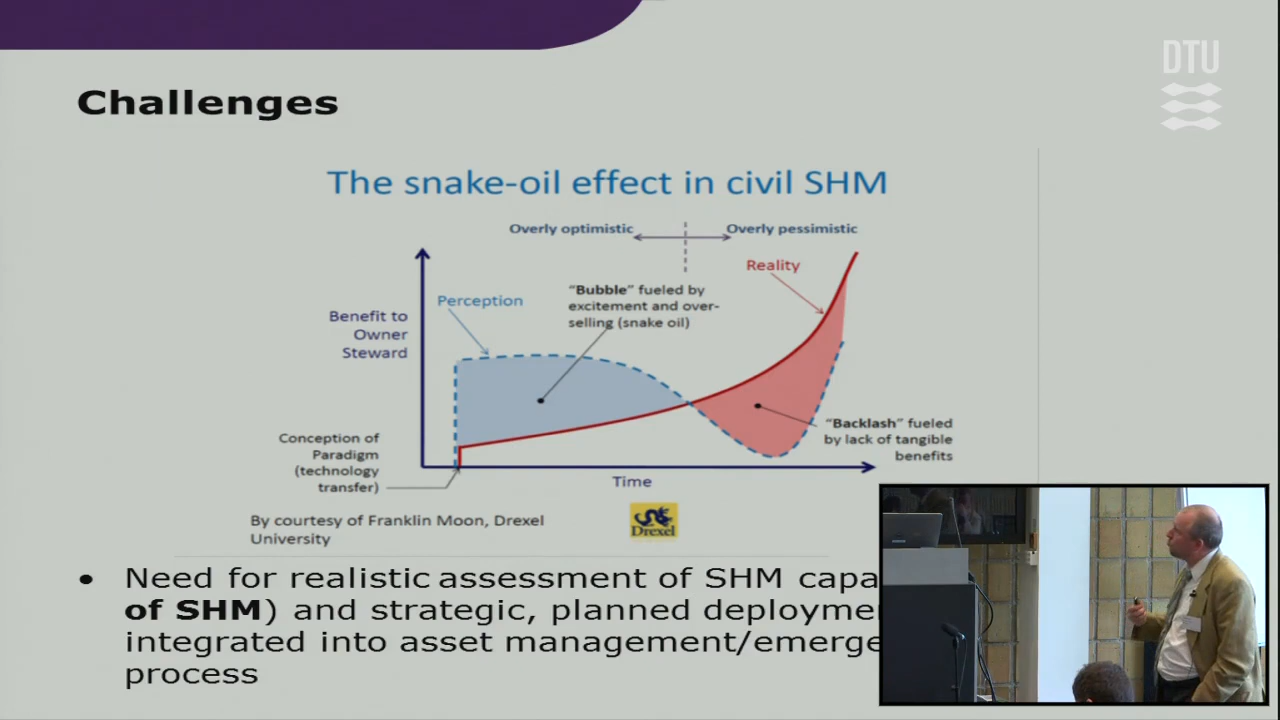 DTU
Challenges
The snake-oil effect in civil SHM
Overly optimistic
Overly pessimistic
Reality
"Bubble" fueled by
excitement and over-
selling (snake oil)
Perception
Benefit to
Owner
Steward
"Backlash" fueled
by lack of tangible
benefits
Conception of
Paradigm
(technology
transfer)
Time
By courtesy of Franklin Moon, Drexel
University
Drexel
• Need for realistic assessment of SHM capa
of SHM) and strategic, planned deployme
integrated into asset management/emerge
process